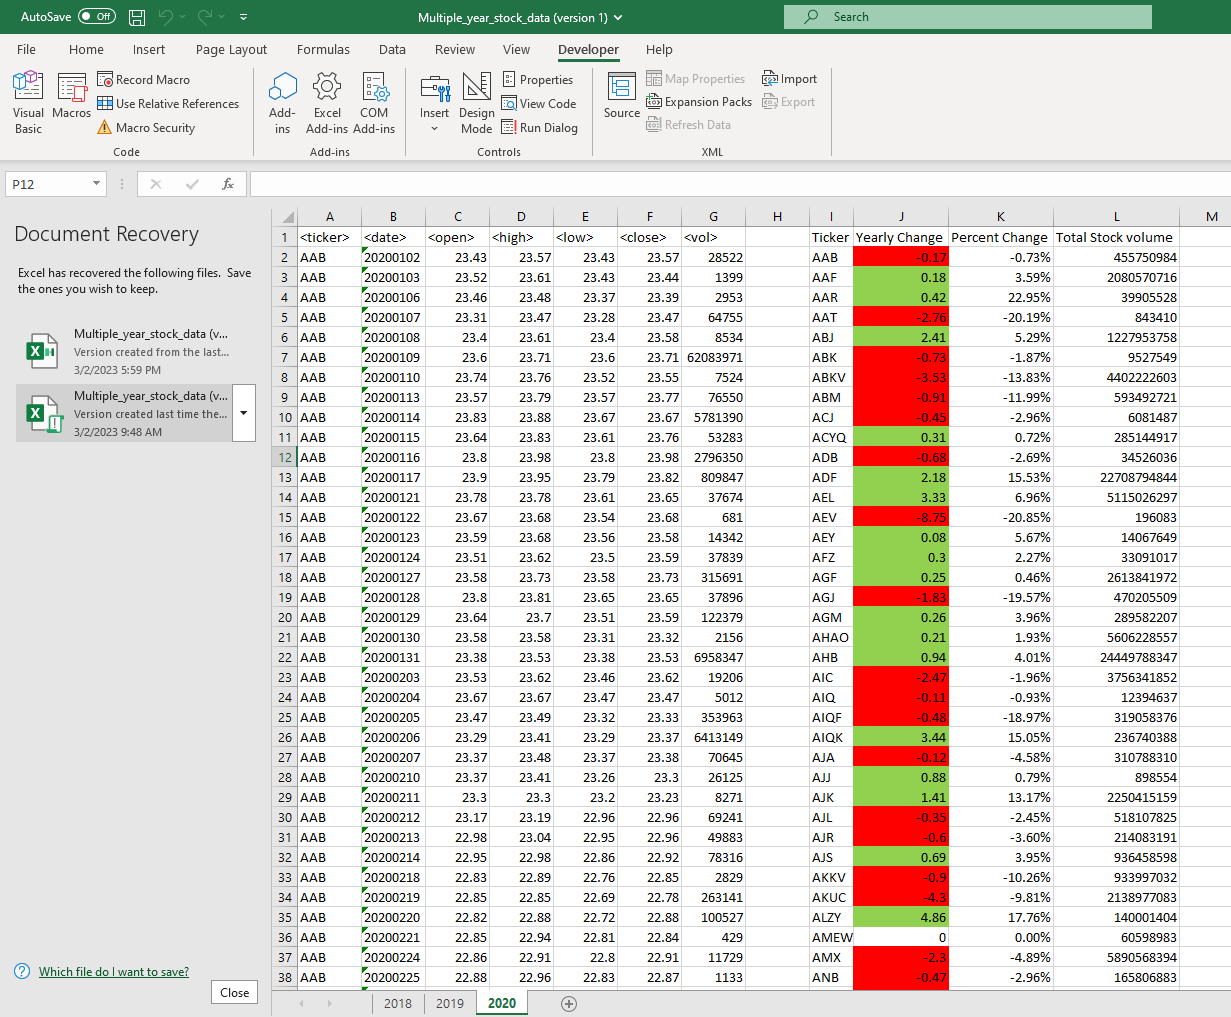 AutoSave Off Multiple_year_stock_data (version 1) Search
File Home Insert Page Layout Formulas Data Review View Developer Help
Visual Basic
Macros
Record Macro
Use Relative References
Macro Security
Code
Add-ins
Excel Add-ins
COM Add-ins
Add-ins
Insert
Design Mode
Properties
View Code
Run Dialog
Controls
Source
Map Properties
Expansion Packs
Refresh Data
Import
Export
XML
P12 fx
Document Recovery
Excel has recovered the following files. Save
the ones you wish to keep.
Multiple_year_stock_data (v...
Version created from the last...
3/2/2023 5:59 PM
Multiple_year_stock_data (v...
Version created last time the...
3/2/2023 9:48 AM
Which file do I want to save?
Close
A B C D E F G H I J K L M
1 <ticker> <date> <open> <high> <low> <close> <vol> Ticker Yearly Change Percent Change Total Stock volume
2 AAB 20200102 23.43 23.57 23.43 23.57 28522 AAB -0.17 -0.73% 455750984
3 AAB 20200103 23.52 23.61 23.43 23.44 1399 AAF 0.18 3.59% 2080570716
4 AAB 20200106 23.46 23.48 23.37 23.39 2953 AAR 0.42 22.95% 39905528
5 AAB 20200107 23.31 23.47 23.28 23.47 64755 AAT -2.76 -20.19% 843410
6 AAB 20200108 23.4 23.61 23.4 23.58 8534 ABJ 2.41 5.29% 1227953758
7 AAB 20200109 23.6 23.71 23.6 23.71 62083971 ABK -0.73 -1.87% 9527549
8 AAB 20200110 23.74 23.76 23.52 23.55 7524 ABKV -3.53 -13.83% 4402222603
9 AAB 20200113 23.57 23.79 23.57 23.77 76550 ABM -0.91 -11.99% 593492721
10 AAB 20200114 23.83 23.88 23.67 23.67 5781390 ACJ -0.45 -2.96% 6081487
11 AAB 20200115 23.64 23.83 23.61 23.76 53283 ACYQ 0.31 0.72% 285144917
12 AAB 20200116 23.8 23.98 23.8 23.98 2796350 ADB -0.68 -2.69% 34526036
13 AAB 20200117 23.9 23.95 23.79 23.82 809847 ADF 2.18 15.53% 22708794844
14 AAB 20200121 23.78 23.78 23.61 23.65 37674 AEL 3.33 6.96% 5115026297
15 AAB 20200122 23.67 23.68 23.54 23.68 681 AEV -8.75 -20.85% 196083
16 AAB 20200123 23.59 23.68 23.56 23.58 14342 AEY 0.08 5.67% 14067649
17 AAB 20200124 23.51 23.62 23.5 23.59 37839 AFZ 0.3 2.27% 33091017
18 AAB 20200127 23.58 23.73 23.58 23.73 315691 AGF 0.25 0.46% 2613841972
19 AAB 20200128 23.8 23.81 23.65 23.65 37896 AGJ -1.83 -19.57% 470205509
20 AAB 20200129 23.64 23.7 23.51 23.59 122379 AGM 0.26 3.96% 289582207
21 AAB 20200130 23.58 23.58 23.31 23.32 2156 AHAO 0.21 1.93% 5606228557
22 AAB 20200131 23.38 23.53 23.38 23.53 6958347 AHB 0.94 4.01% 24449788347
23 AAB 20200203 23.53 23.62 23.46 23.62 19206 AIC -2.47 -1.96% 3756341852
24 AAB 20200204 23.67 23.67 23.47 23.47 5012 AIQ -0.11 -0.93% 12394637
25 AAB 20200205 23.47 23.49 23.32 23.33 353963 AIQF -0.48 -18.97% 319058376
26 AAB 20200206 23.29 23.41 23.29 23.37 6413149 AIQK 3.44 15.05% 236740388
27 AAB 20200207 23.37 23.48 23.37 23.38 70645 AJA -0.12 -4.58% 310788310
28 AAB 20200210 23.37 23.41 23.26 23.3 26125 AJJ 0.88 0.79% 898554
29 AAB 20200211 23.3 23.3 23.2 23.23 8271 AJK 1.41 13.17% 2250415159
30 AAB 20200212 23.17 23.19 22.96 22.96 69241 AJL -0.35 -2.45% 518107825
31 AAB 20200213 22.98 23.04 22.95 22.96 49883 AJR -0.6 -3.60% 214083191
32 AAB 20200214 22.95 22.98 22.86 22.92 78316 AJS 0.69 3.95% 936458598
33 AAB 20200218 22.83 22.89 22.76 22.85 2829 AKKV -0.9 -10.26% 933997032
34 AAB 20200219 22.85 22.85 22.69 22.78 263141 AKUC -4.3 -9.81% 2138977083
35 AAB 20200220 22.82 22.88 22.72 22.88 100527 ALZY 4.86 17.76% 140001404
36 AAB 20200221 22.85 22.94 22.81 22.84 429 AMEW 0 0.00% 60598983
37 AAB 20200224 22.86 22.91 22.8 22.91 11729 AMX -2.3 -4.89% 5890568394
38 AAB 20200225 22.88 22.96 22.83 22.87 1133 ANB -0.47 -2.96% 165806883
2018 2019 2020